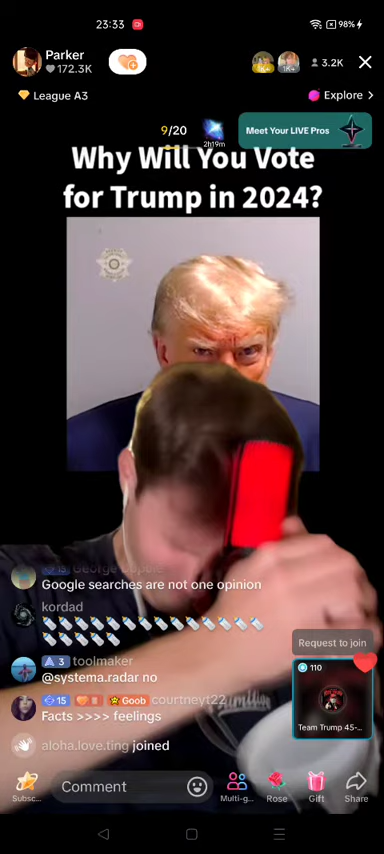 23:33
98%
Parker
172.3K
3.2K
League A3
Explore >
9/20
2h19m
Meet Your LIVE Pros
Why Will You Vote
for Trump in 2024?
Google searches are not one opinion
kordad
3 toolmaker
@systema.radar no
15 Goob courtneyt22
Facts >>>> feelings
aloha.love.ting joined
Request to join
110
Team Trump 45-...
Subsc...
Comment
Multi-g...
Rose
Gift
Share